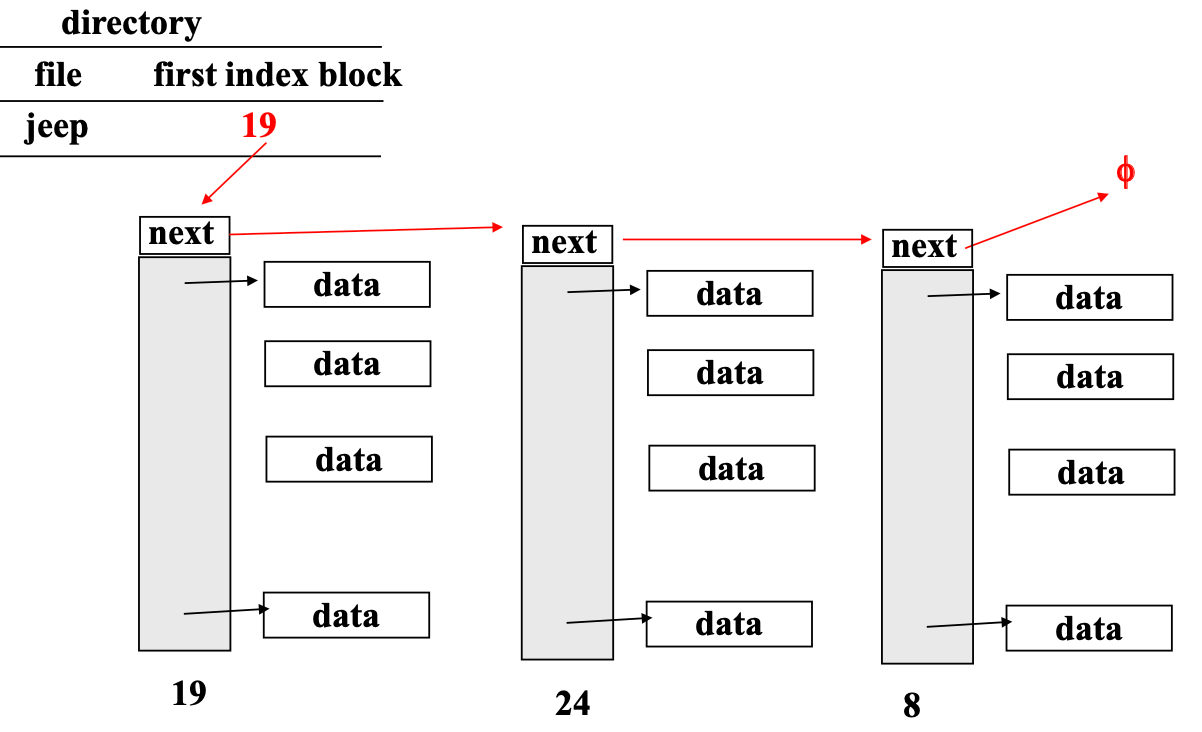 directory
file first index block
jeep 19
ϕ
next next next
data data data
data data data
data data data
data data data
19 24 8